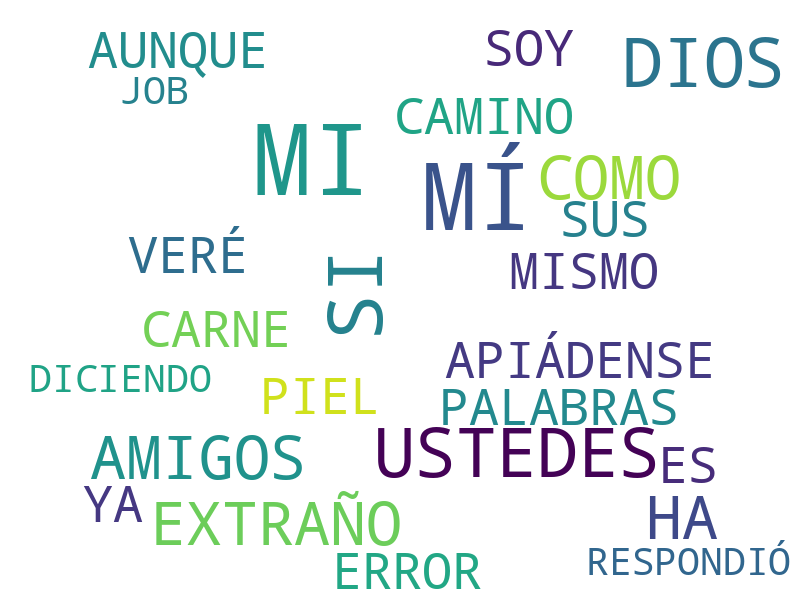 AUNQUE
SOY
DIOS
JOB
CAMINO
MI
MÍ
COMO
SUS
VERÉ
MISMO
SI
CARNE
APIÁDENSE
DICIENDO
PIEL
PALABRAS
AMIGOS
USTEDES
ES
YA
EXTRAÑO
HA
ERROR
RESPONDIÓ